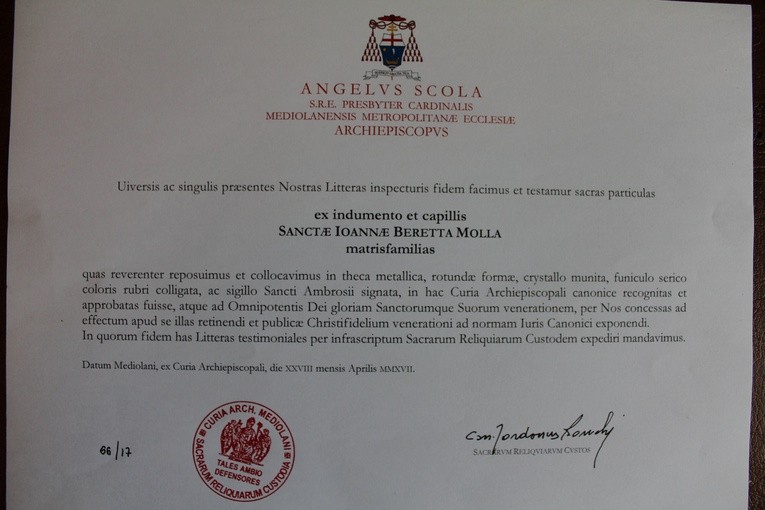 ANGELVS SCOLA
S.R.E. PRESBYTER CARDINALIS
MEDIOLANENSIS METROPOLITANÆ ECCLESIÆ
ARCHIEPISCOPVS
Uiversis ac singulis præsentes Nostras Litteras inspecturis fidem facimus et testamur sacras particulas
ex indumento et capillis
SANCTÆ IOANNÆ BERETTA MOLLA
matrisfamilias
quas reverenter reposuimus et collocavimus in theca metallica, rotundæ formæ, crystallo munita, funiculo serico
coloris rubri colligata, ac sigillo Sancti Ambrosii signata, in hac Curia Archiepiscopali canonice recognitas et
approbatas fuisse, atque ad Omnipotentis Dei gloriam Sanctorumque Suorum venerationem, per Nos concessas ad
effectum apud se illas retinendi et publicæ Christifidelium venerationi ad normam Iuris Canonici exponendi.
In quorum fidem has Litteras testimoniales per infrascriptum Sacrarum Reliquiarum Custodem expediri mandavimus.
Datum Mediolani, ex Curia Archiepiscopali, die XXVIII mensis Aprilis MMXVII.
66/17
CURIA ARCH. MEDIOLANI
SACRARUM RELIQUIARUM CUSTODIA
TALES AMBIO
DEFENSORES
SACRARVM RELIQVIARVM CVSTOS